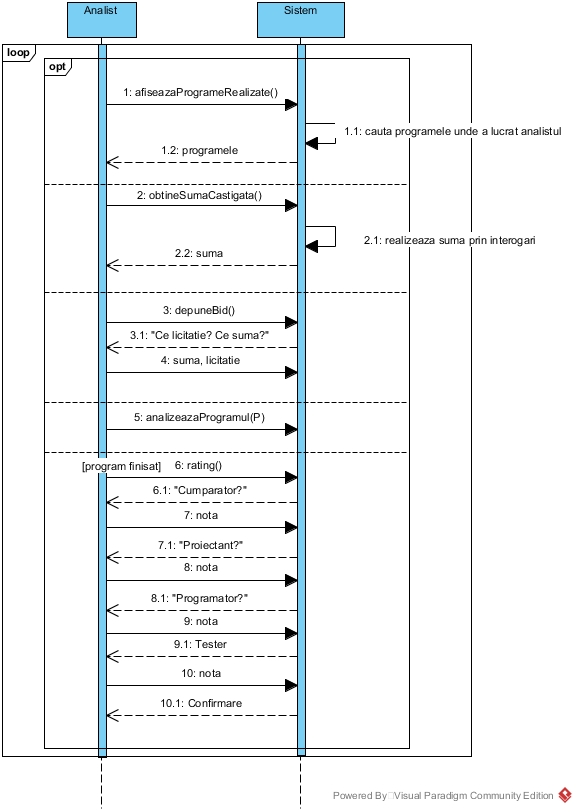 Analist
Sistem
loop
opt
1: afiseazaProgrameRealizate()
1.1: cauta programele unde a lucrat analistul
1.2: programele
2: obtineSumaCastigata()
2.1: realizeaza suma prin interogari
2.2: suma
3: depuneBid()
3.1: "Ce licitatie? Ce suma?"
4: suma, licitatie
5: analizeazaProgramul(P)
[program finisat]
6: rating()
6.1: "Cumparator?"
7: nota
7.1: "Proiectant?"
8: nota
8.1: "Programator?"
9: nota
9.1: Tester
10: nota
10.1: Confirmare
Powered By Visual Paradigm Community Edition